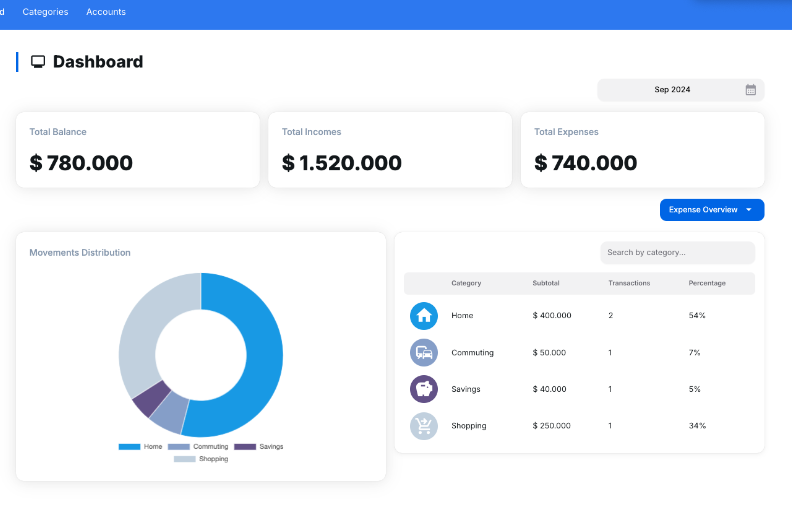 d Categories Accounts
Dashboard
Sep 2024
Total Balance Total Incomes Total Expenses
$ 780.000 $ 1.520.000 $ 740.000
Expense Overview
Movements Distribution
Search by category...
Category Subtotal Transactions Percentage
Home $ 400.000 2 54%
Commuting $ 50.000 1 7%
Savings $ 40.000 1 5%
Shopping $ 250.000 1 34%
Home Commuting Savings
Shopping